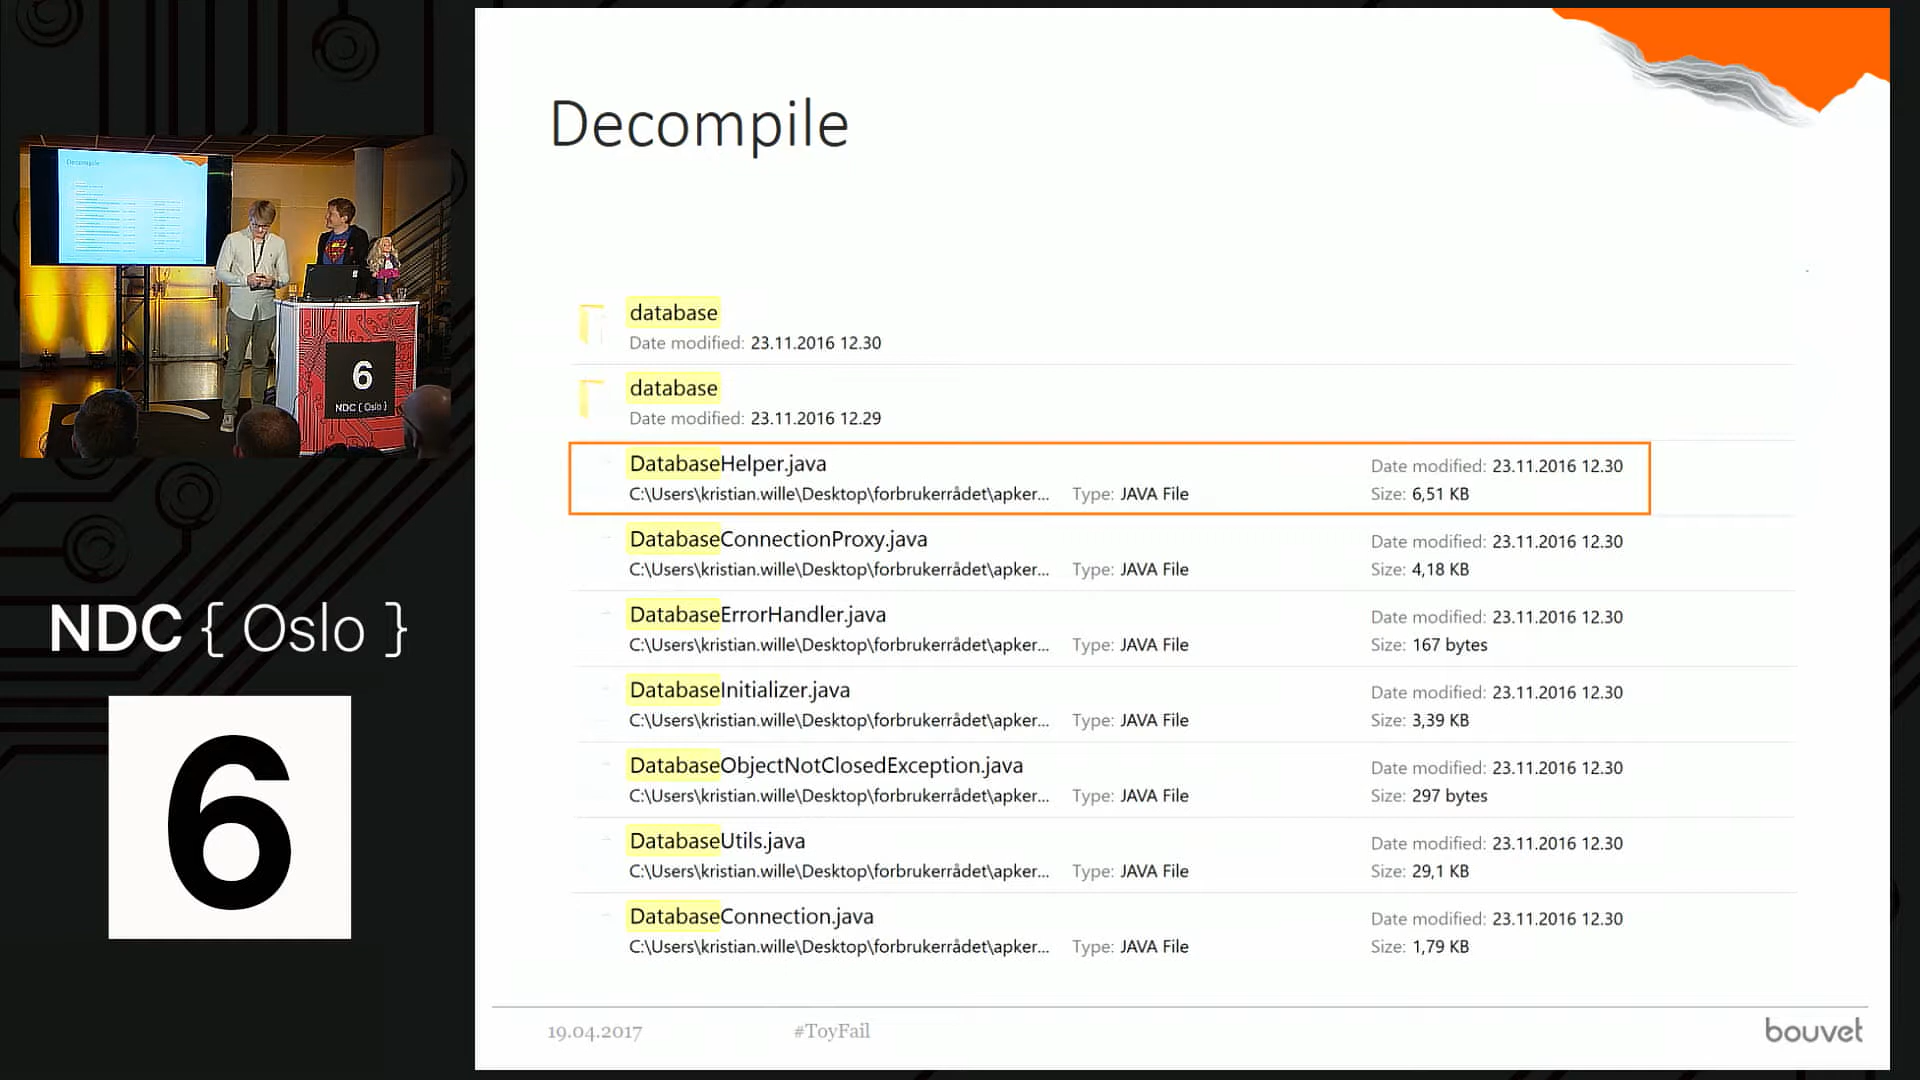 Decompile
database
Date modified: 23.11.2016 12.30
database
Date modified: 23.11.2016 12.29
DatabaseHelper.java
Date modified: 23.11.2016 12.30
C:\Users\kristian.wille\Desktop\forbrukerrådet\apker... Type: JAVA File
Size: 6,51 KB
DatabaseConnectionProxy.java
Date modified: 23.11.2016 12.30
C:\Users\kristian.wille\Desktop\forbrukerrådet\apker... Type: JAVA File
Size: 4,18 KB
DatabaseErrorHandler.java
Date modified: 23.11.2016 12.30
C:\Users\kristian.wille\Desktop\forbrukerrådet\apker... Type: JAVA File
Size: 167 bytes
DatabaseInitializer.java
Date modified: 23.11.2016 12.30
C:\Users\kristian.wille\Desktop\forbrukerrådet\apker... Type: JAVA File
Size: 3,39 KB
DatabaseObjectNotClosedException.java
Date modified: 23.11.2016 12.30
C:\Users\kristian.wille\Desktop\forbrukerrådet\apker... Type: JAVA File
Size: 297 bytes
DatabaseUtils.java
Date modified: 23.11.2016 12.30
C:\Users\kristian.wille\Desktop\forbrukerrådet\apker... Type: JAVA File
Size: 29,1 KB
DatabaseConnection.java
Date modified: 23.11.2016 12.30
C:\Users\kristian.wille\Desktop\forbrukerrådet\apker... Type: JAVA File
Size: 1,79 KB
19.04.2017
#ToyFail
bouvet
Decompile
6
NDC { Oslo }
NDC { Oslo }
6